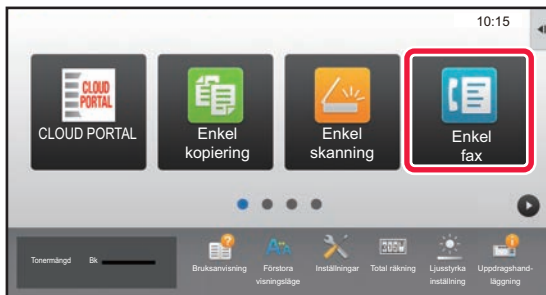 10:15
CLOUD
PORTAL
CLOUD PORTAL
Enkel
kopiering
Enkel
skanning
Enkel
fax
Tonermängd Bk
Bruksanvisning
Förstora
visningsläge
Inställningar
Total räkning
Ljusstyrka
inställning
Uppdragshand-
läggning